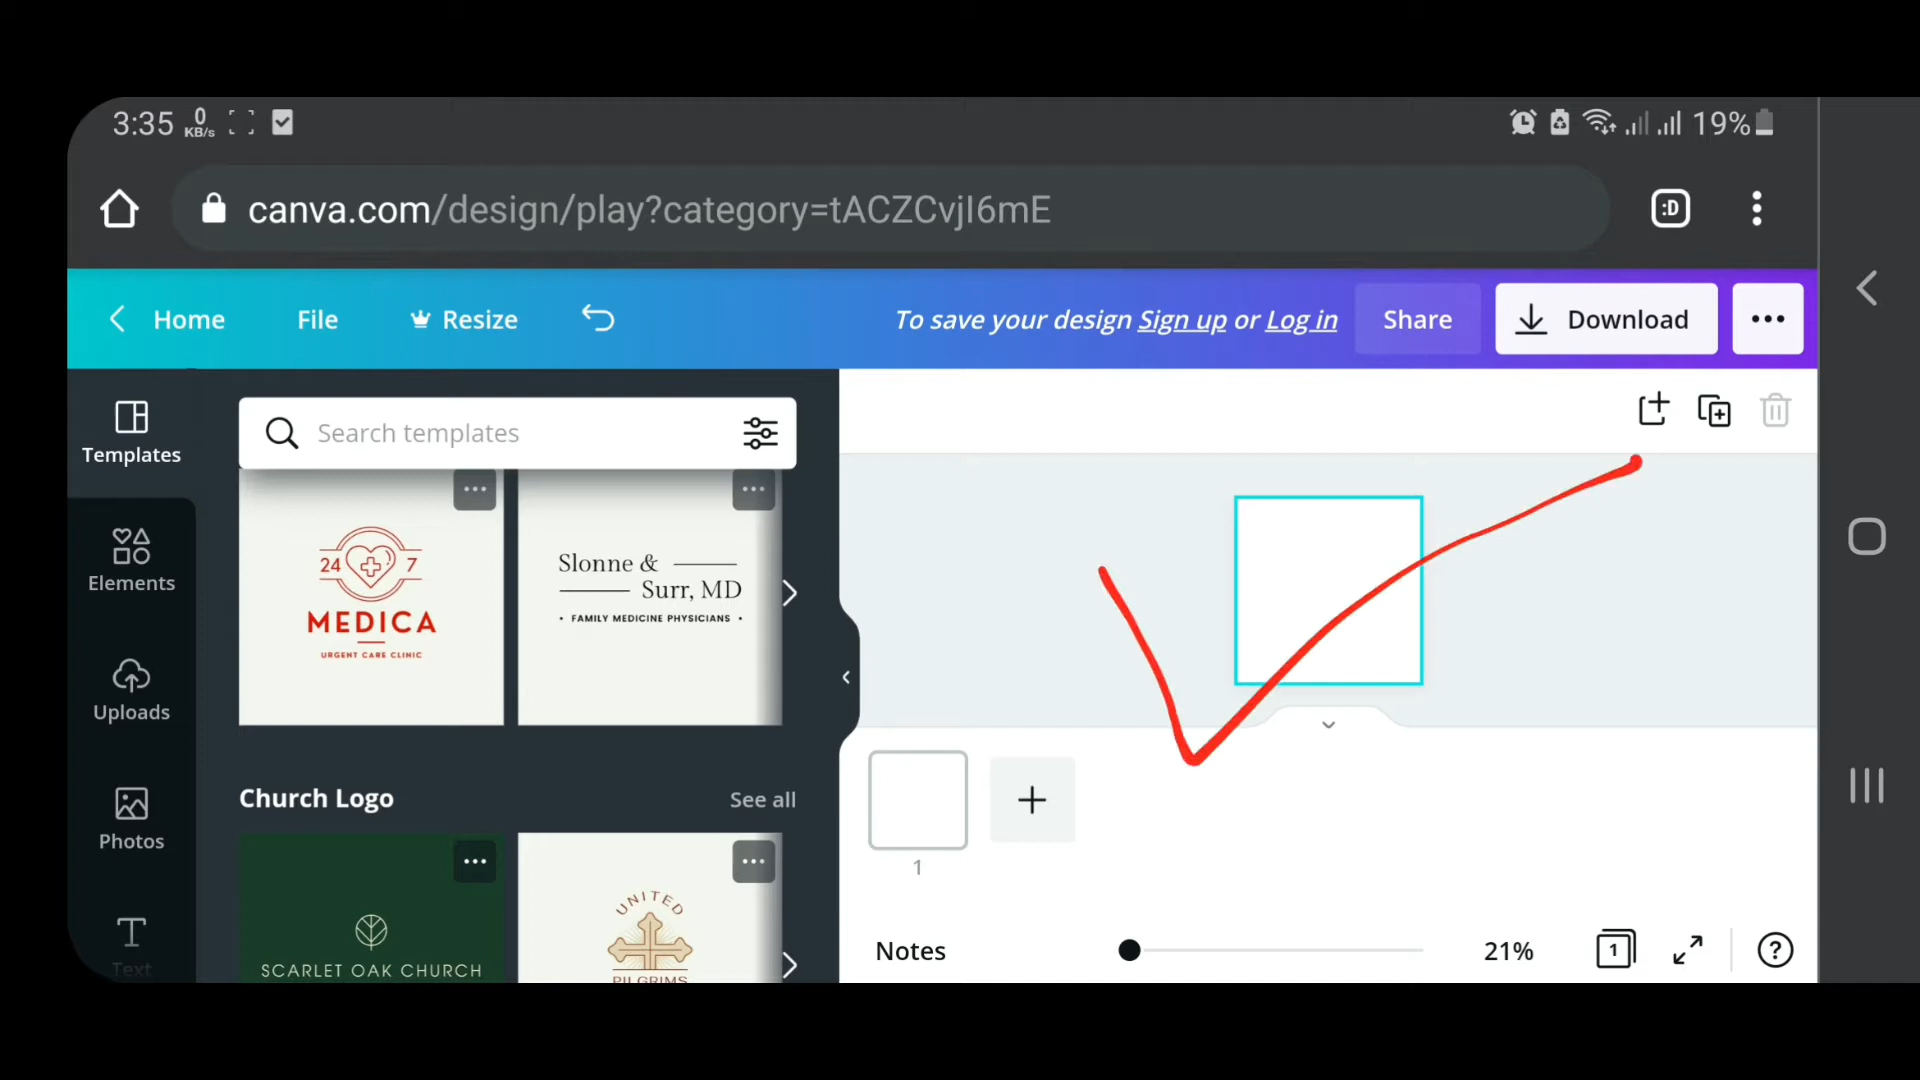 3:35 0 KB/s
19%
canva.com/design/play?category=tACZCvjI6mE
:D
Home File Resize
To save your design Sign up or Log in
Share Download
Templates
Elements
Uploads
Photos
Text
Search templates
24 7
MEDICA
URGENT CARE CLINIC
Slonne &
Surr, MD
• FAMILY MEDICINE PHYSICIANS •
Church Logo See all
SCARLET OAK CHURCH
UNITED
PILGRIMS
1
Notes 21% 1 ?